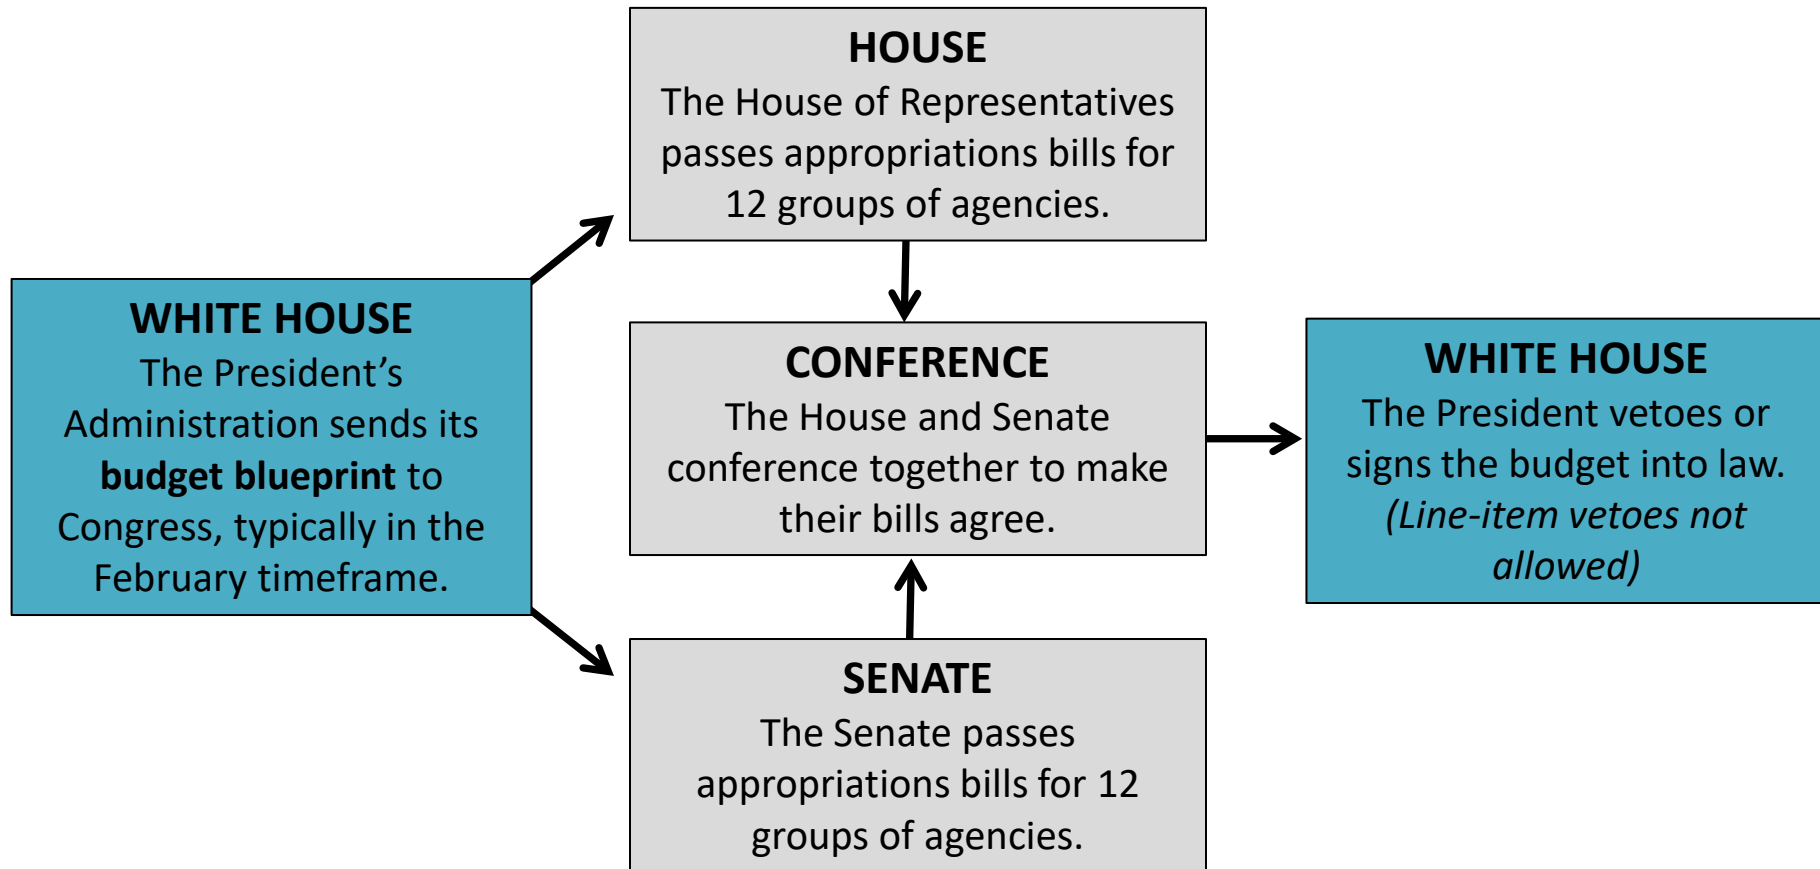 WHITE HOUSE
The President’s
Administration sends its
budget blueprint to
Congress, typically in the
February timeframe.
HOUSE
The House of Representatives
passes appropriations bills for
12 groups of agencies.
CONFERENCE
The House and Senate
conference together to make
their bills agree.
SENATE
The Senate passes
appropriations bills for 12
groups of agencies.
WHITE HOUSE
The President vetoes or
signs the budget into law.
(Line-item vetoes not
allowed)